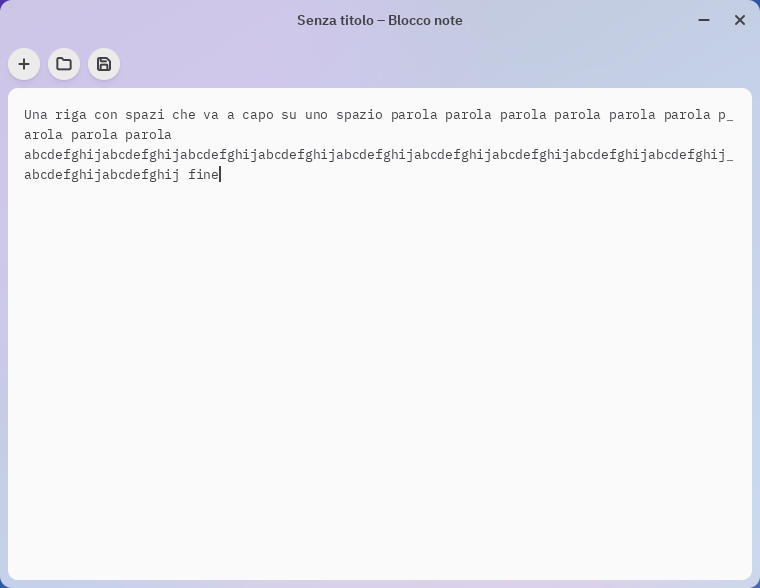 Senza titolo – Blocco note
Una riga con spazi che va a capo su uno spazio parola parola parola parola parola parola p_
arola parola parola
abcdefghijabcdefghijabcdefghijabcdefghijabcdefghijabcdefghijabcdefghijabcdefghijabcdefghij_
abcdefghijabcdefghij fine